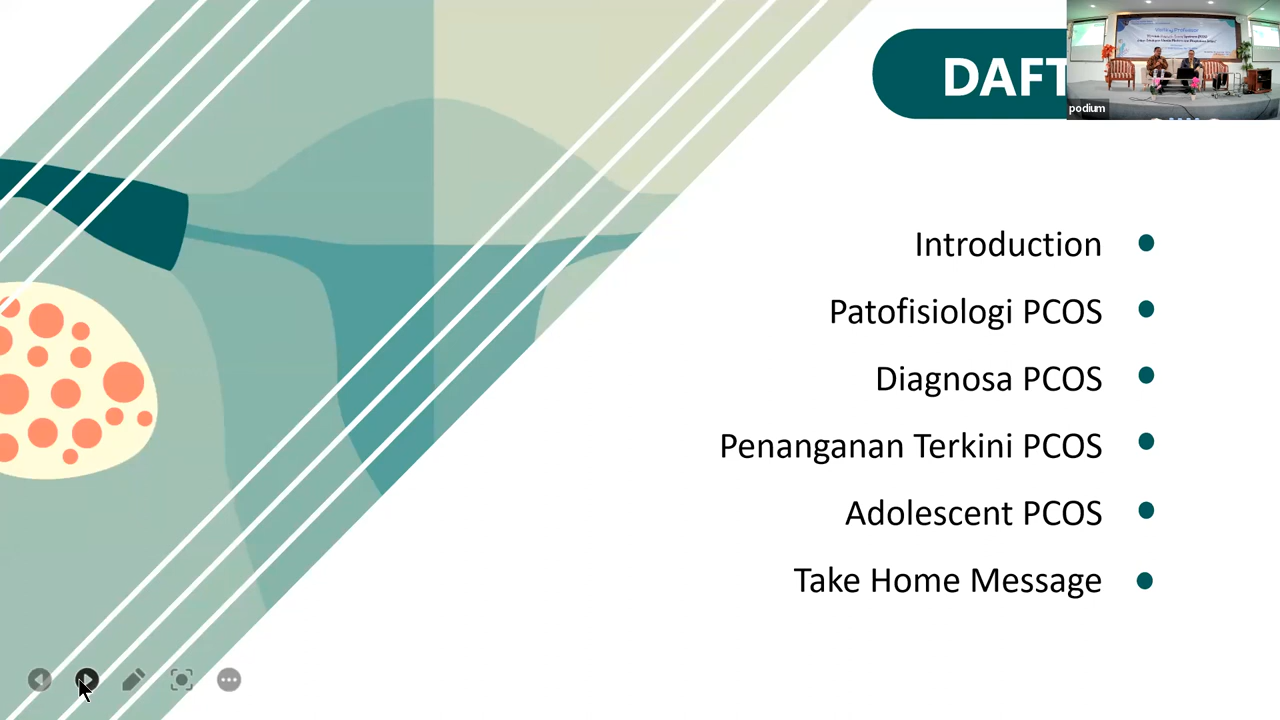 DAFT
podium
Introduction
Patofisiologi PCOS
Diagnosa PCOS
Penanganan Terkini PCOS
Adolescent PCOS
Take Home Message